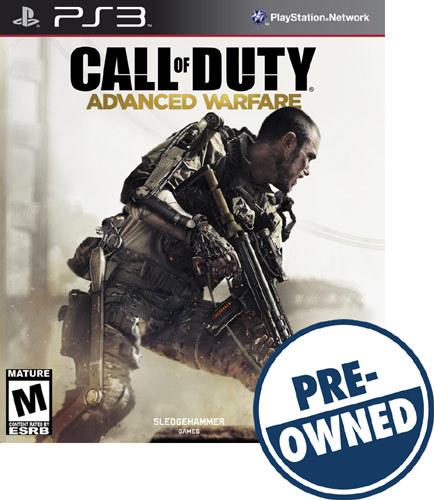 PS3
PlayStation®Network
CALL OF DUTY®
ADVANCED WARFARE
MATURE
M
CONTENT RATED BY
ESRB
SLEDGEHAMMER
GAMES
PRE-
OWNED